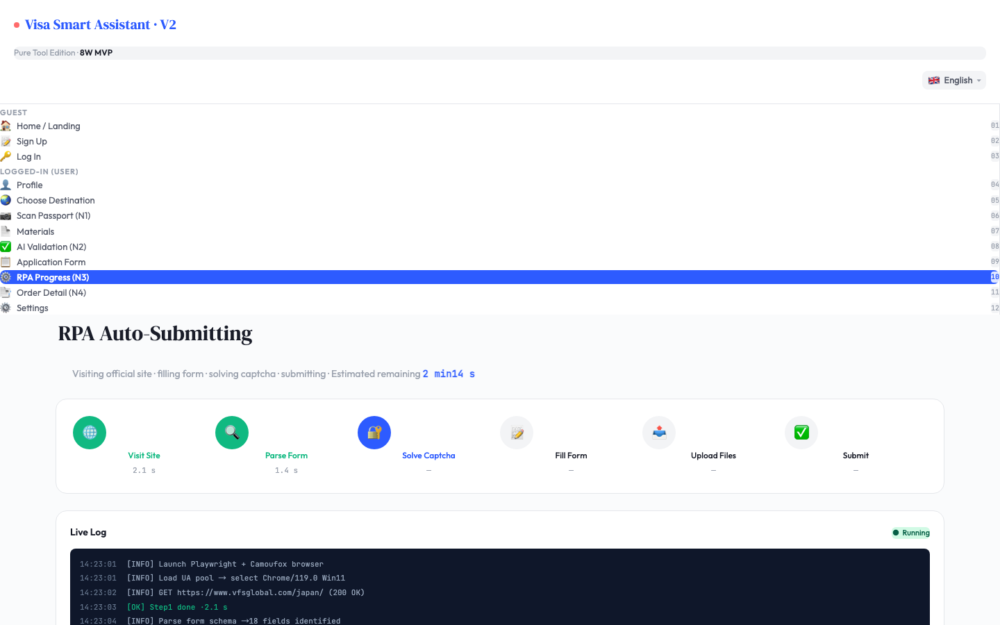 Visa Smart Assistant · V2
Pure Tool Edition · 8W MVP
English
GUEST
Home / Landing 01
Sign Up 02
Log In 03
LOGGED-IN (USER)
Profile 04
Choose Destination 05
Scan Passport (N1) 06
Materials 07
AI Validation (N2) 08
Application Form 09
RPA Progress (N3) 10
Order Detail (N4) 11
Settings 12
RPA Auto-Submitting
Visiting official site · filling form · solving captcha · submitting · Estimated remaining 2 min14 s
Visit Site Parse Form Solve Captcha Fill Form Upload Files Submit
2.1 s 1.4 s — — — —
Live Log Running
14:23:01 [INFO] Launch Playwright + Camoufox browser
14:23:01 [INFO] Load UA pool → select Chrome/119.0 Win11
14:23:02 [INFO] GET https://www.vfsglobal.com/japan/ (200 OK)
14:23:03 [OK] Step1 done ·2.1 s
14:23:04 [INFO] Parse form schema →18 fields identified